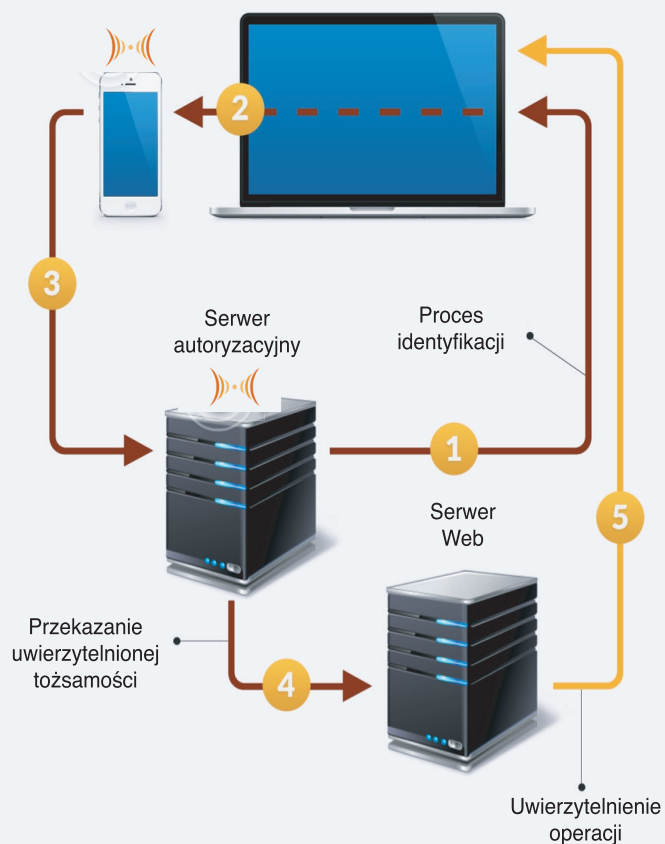 2
3
Serwer
autoryzacyjny
Proces
identyfikacji
1
Serwer
Web
5
Przekazanie
uwierzytelnionej
tożsamości
4
Uwierzytelnienie
operacji